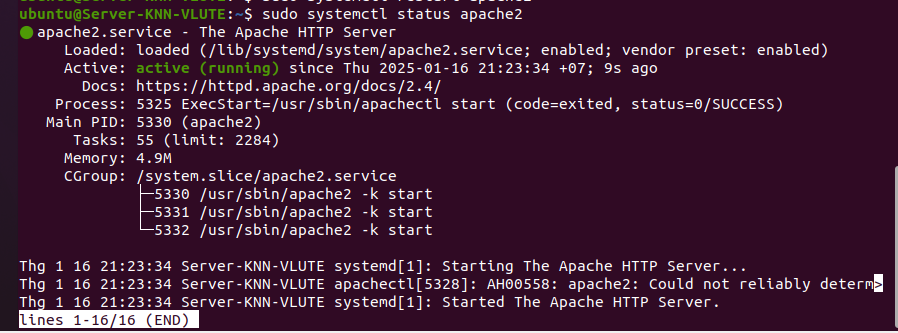 ubuntu@Server-KNN-VLUTE:~$ sudo systemctl status apache2
● apache2.service - The Apache HTTP Server
     Loaded: loaded (/lib/systemd/system/apache2.service; enabled; vendor preset: enabled)
     Active: active (running) since Thu 2025-01-16 21:23:34 +07; 9s ago
       Docs: https://httpd.apache.org/docs/2.4/
    Process: 5325 ExecStart=/usr/sbin/apachectl start (code=exited, status=0/SUCCESS)
   Main PID: 5330 (apache2)
      Tasks: 55 (limit: 2284)
     Memory: 4.9M
     CGroup: /system.slice/apache2.service
             ├─5330 /usr/sbin/apache2 -k start
             ├─5331 /usr/sbin/apache2 -k start
             └─5332 /usr/sbin/apache2 -k start
Thg 1 16 21:23:34 Server-KNN-VLUTE systemd[1]: Starting The Apache HTTP Server...
Thg 1 16 21:23:34 Server-KNN-VLUTE apachectl[5328]: AH00558: apache2: Could not reliably determ>
Thg 1 16 21:23:34 Server-KNN-VLUTE systemd[1]: Started The Apache HTTP Server.
lines 1-16/16 (END)